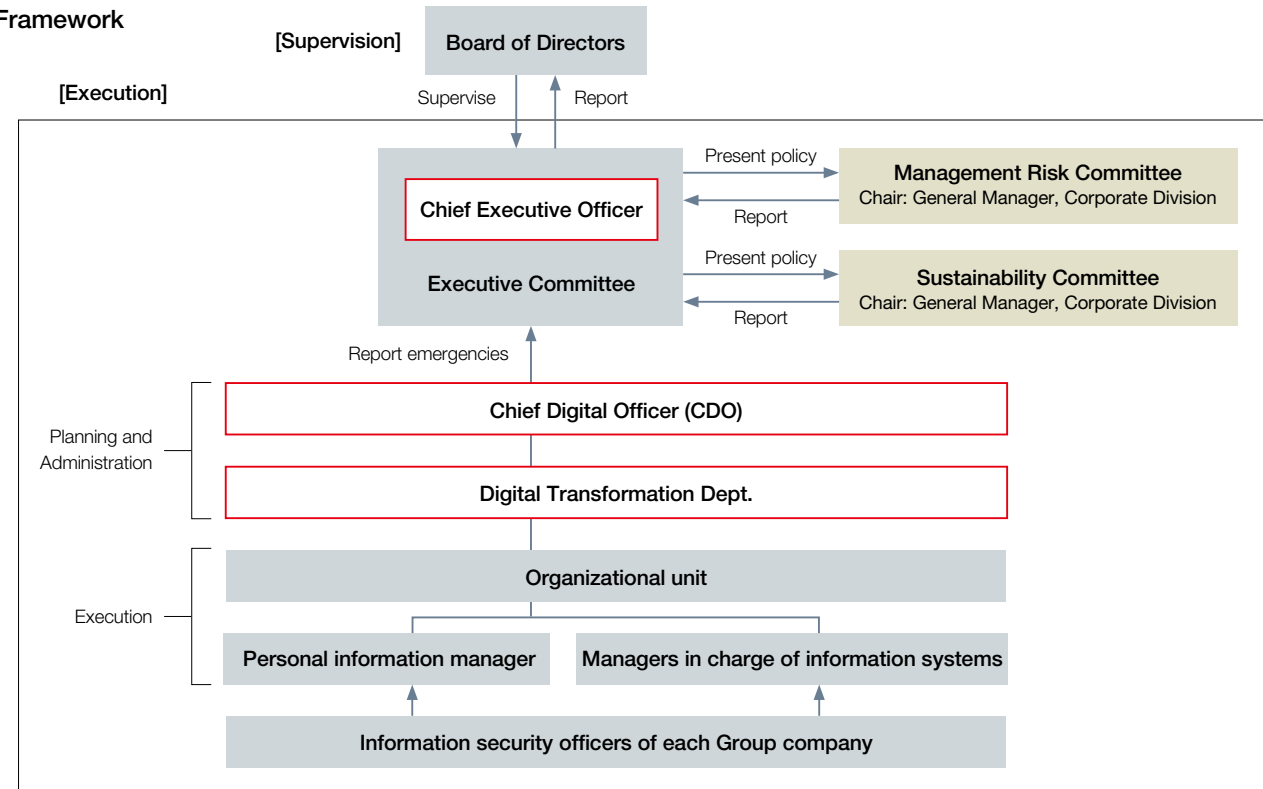 Framework
[Supervision]
Board of Directors
[Execution]
Supervise
Report
Chief Executive Officer
Executive Committee
Present policy
Report
Management Risk Committee
Chair: General Manager, Corporate Division
Present policy
Report
Sustainability Committee
Chair: General Manager, Corporate Division
Report emergencies
Planning and
Administration
Chief Digital Officer (CDO)
Digital Transformation Dept.
Execution
Organizational unit
Personal information manager
Managers in charge of information systems
Information security officers of each Group company